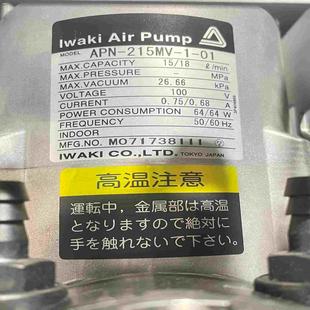 Iwaki Air Pump
MODEL APN-215MV-1-01
MAX.CAPACITY 15/18 ℓ/min.
MAX.PRESSURE - MPa
MAX.VACUUM 26.66 kPa
VOLTAGE 100 V
CURRENT 0.75/0.68 A
POWER CONSUMPTION 64/64 W
FREQUENCY 50/60 Hz
INDOOR
MFG.NO. M071738111
IWAKI CO.,LTD. TOKYO JAPAN
高温注意
運転中，金属部は高温
となりますので絶対に
手を触れないで下さい。